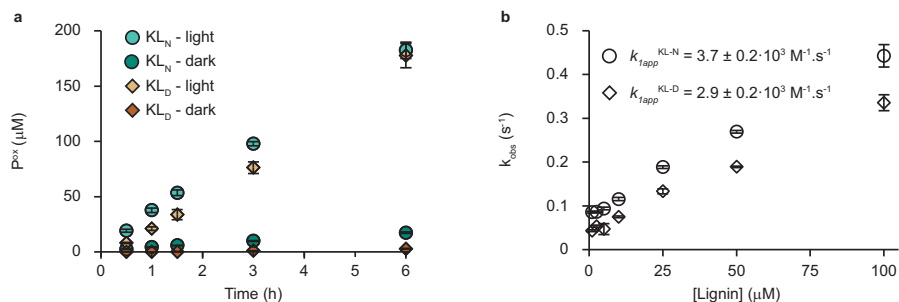 a
200
150
100
50
0
P^ox (μM)
KL_N - light
KL_N - dark
KL_D - light
KL_D - dark
0 1 2 3 4 5 6
Time (h)
b
0.5
0.4
0.3
0.2
0.1
0
k_obs (s^-1)
k_1app^KL-N = 3.7 ± 0.2·10^3 M^-1.s^-1
k_1app^KL-D = 2.9 ± 0.2·10^3 M^-1.s^-1
0 25 50 75 100
[Lignin] (μM)